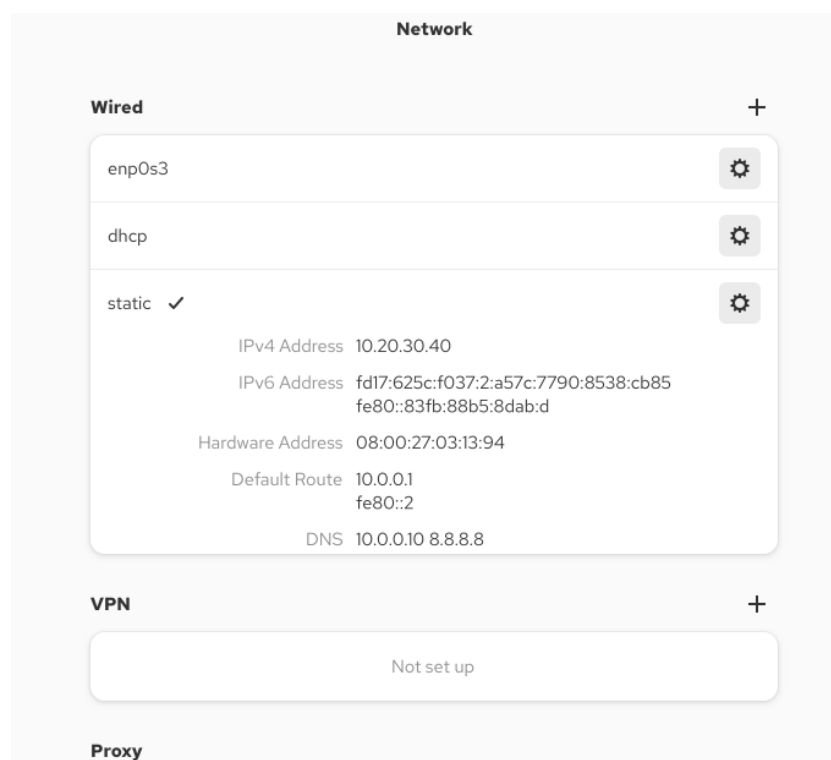 Network
Wired
enp0s3
dhcp
static
IPv4 Address 10.20.30.40
IPv6 Address fd17:625c:f037:2:a57c:7790:8538:cb85
fe80::83fb:88b5:8dab:d
Hardware Address 08:00:27:03:13:94
Default Route 10.0.0.1
fe80::2
DNS 10.0.0.10 8.8.8.8
VPN
Not set up
Proxy